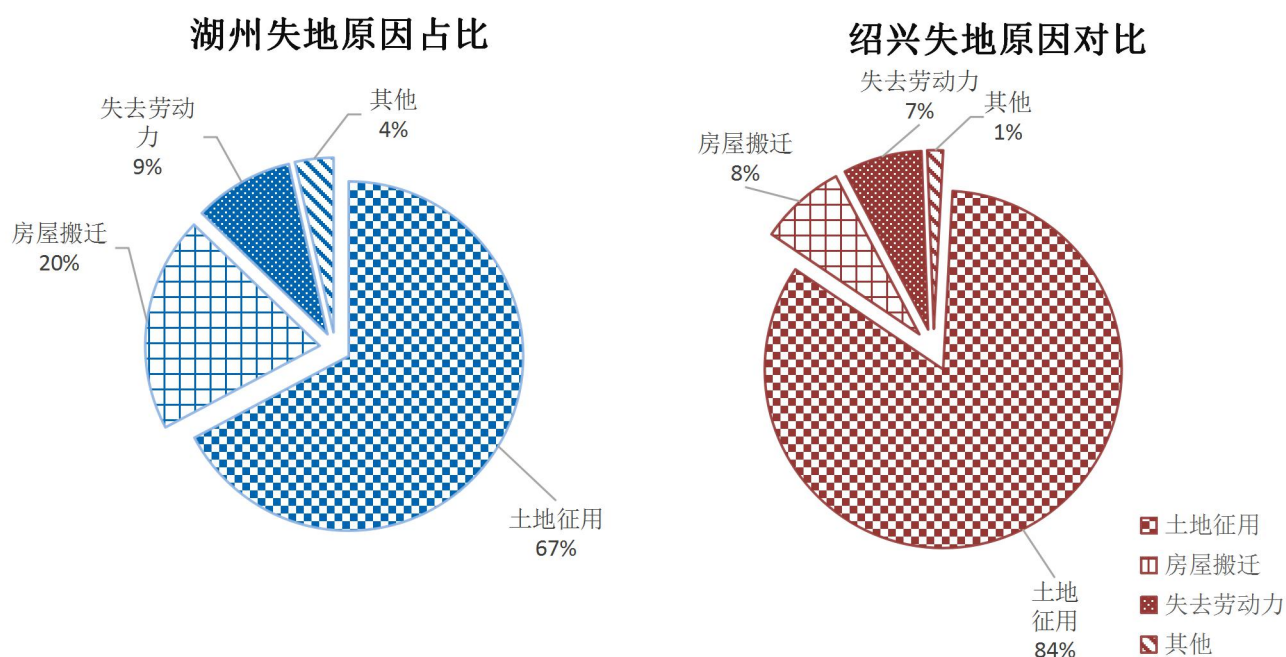 湖州失地原因占比
失去劳动
力
9%
其他
4%
房屋搬迁
20%
土地征用
67%
绍兴失地原因对比
失去劳动力
7%
其他
1%
房屋搬迁
8%
土地
征用
84%
土地征用
房屋搬迁
失去劳动力
其他